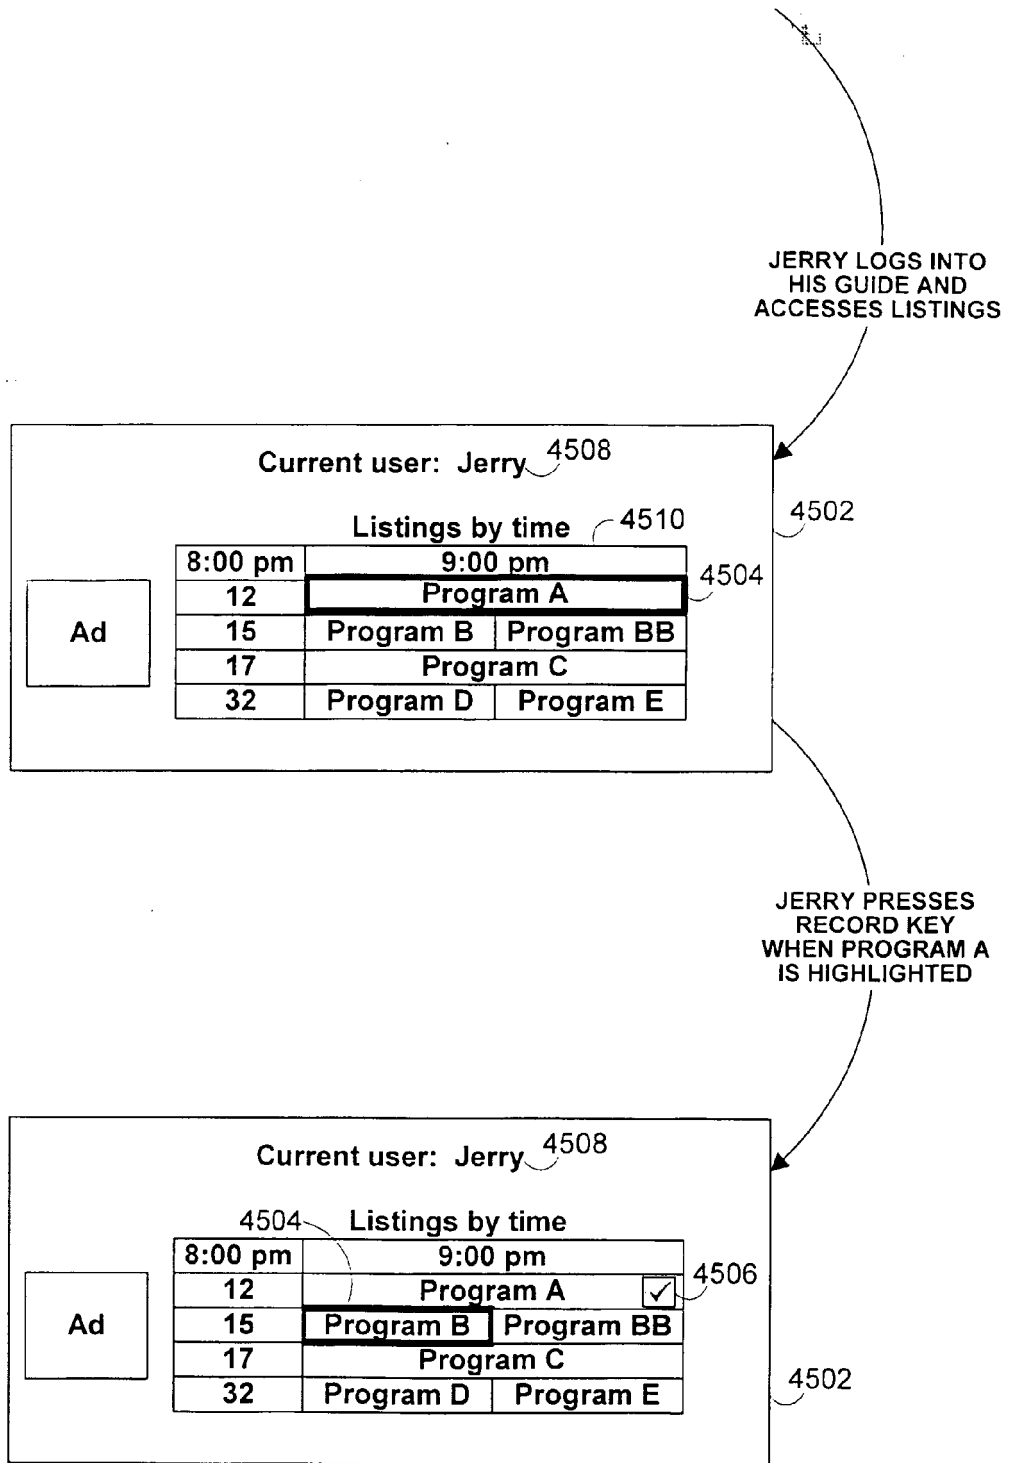 JERRY LOGS INTO
HIS GUIDE AND
ACCESSES LISTINGS
Current user: Jerry 4508
4502
Listings by time 4510
8:00 pm 9:00 pm
12 Program A 4504
Ad
15 Program B Program BB
17 Program C
32 Program D Program E
JERRY PRESSES
RECORD KEY
WHEN PROGRAM A
IS HIGHLIGHTED
Current user: Jerry 4508
4504 Listings by time
8:00 pm 9:00 pm
12 Program A 4506
Ad
15 Program B Program BB
17 Program C
32 Program D Program E
4502